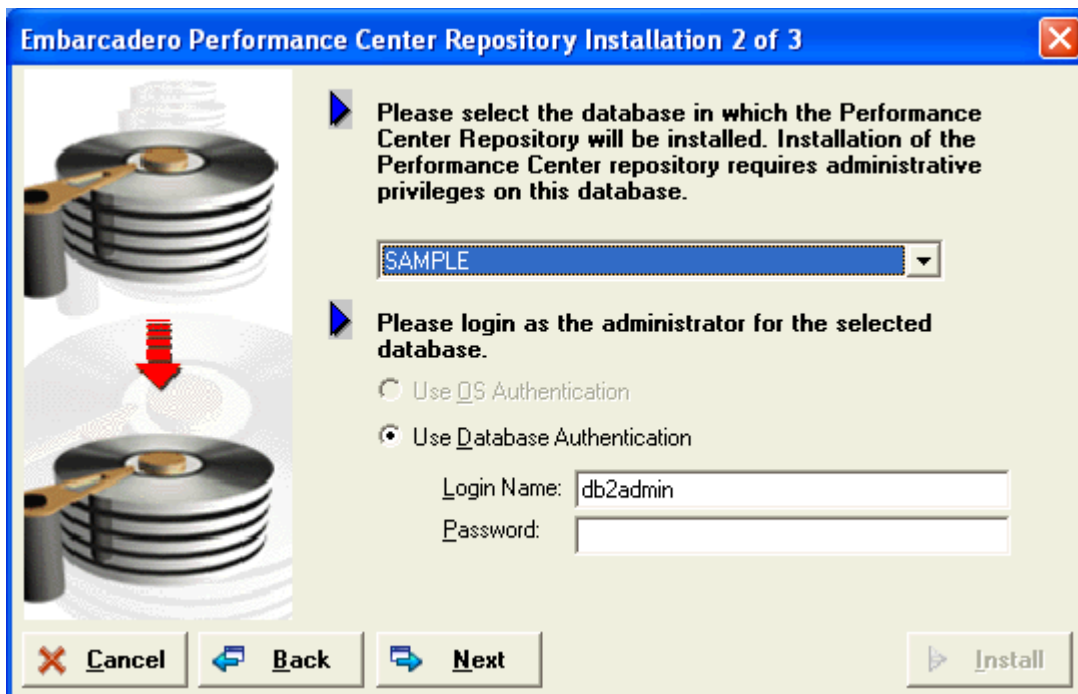 Embarcadero Performance Center Repository Installation 2 of 3
Please select the database in which the Performance
Center Repository will be installed. Installation of the
Performance Center repository requires administrative
privileges on this database.
SAMPLE
Please login as the administrator for the selected
database.
Use OS Authentication
Use Database Authentication
Login Name: db2admin
Password:
Cancel Back Next Install